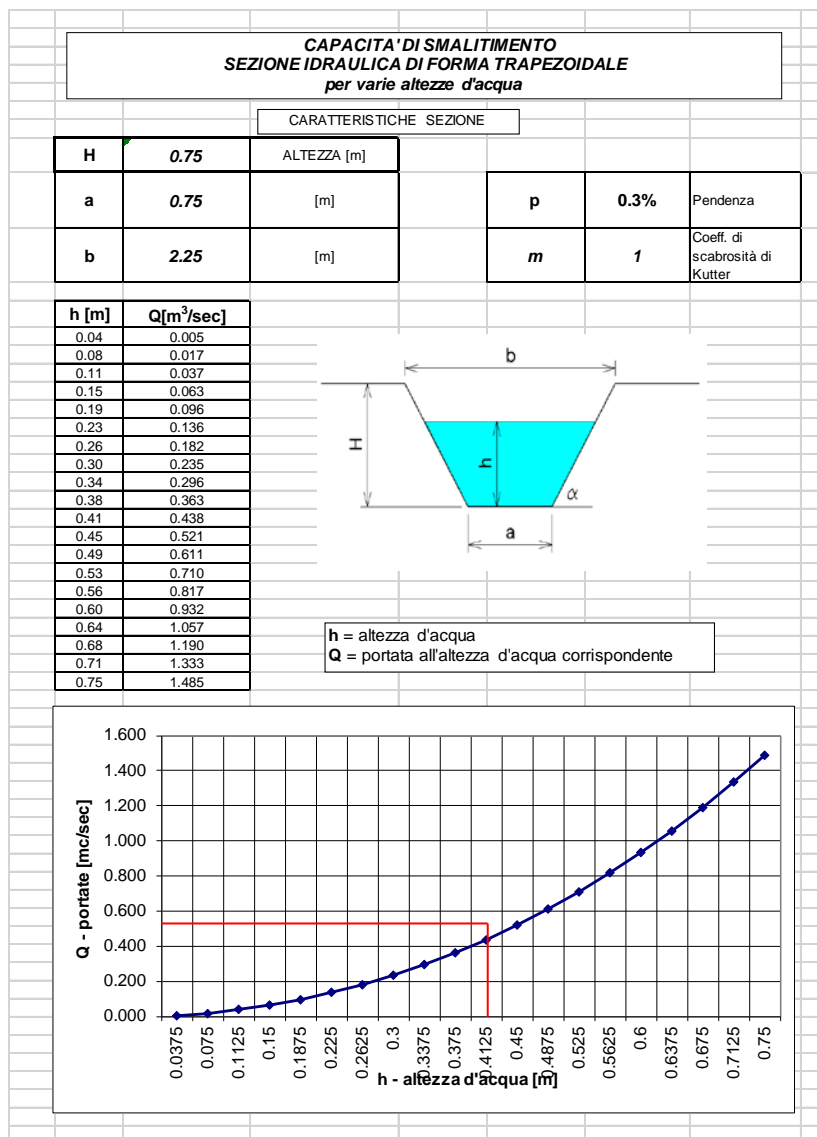 CAPACITA' DI SMALITIMENTO
SEZIONE IDRAULICA DI FORMA TRAPEZOIDALE
per varie altezze d'acqua
CARATTERISTICHE SEZIONE
H 0.75 ALTEZZA [m]
a 0.75 [m] p 0.3% Pendenza
b 2.25 [m] m 1 Coeff. di
scabrosità di
Kutter
h [m] Q[m³/sec]
0.04 0.005
0.08 0.017
0.11 0.037
0.15 0.063
0.19 0.096
0.23 0.136
0.26 0.182
0.30 0.235
0.34 0.296
0.38 0.363
0.41 0.438
0.45 0.521
0.49 0.611
0.53 0.710
0.56 0.817
0.60 0.932
0.64 1.057
0.68 1.190
0.71 1.333
0.75 1.485
b
H
h
α
a
h = altezza d'acqua
Q = portata all'altezza d'acqua corrispondente
Q - portate [mc/sec]
1.600
1.400
1.200
1.000
0.800
0.600
0.400
0.200
0.000
0.0375
0.075
0.1125
0.15
0.1875
0.225
0.2625
0.3
0.3375
0.375
0.4125
0.45
0.4875
0.525
0.5625
0.6
0.6375
0.675
0.7125
0.75
h - altezza d'acqua [m]